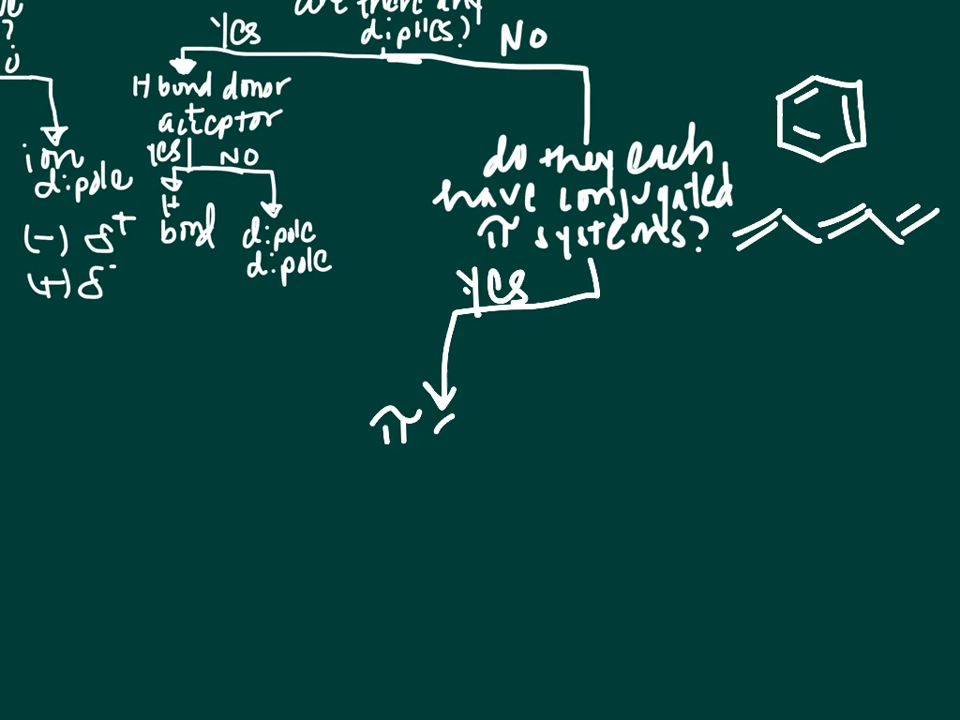 are there any
dipoles?
Yes
No
H bond donor
acceptor
Yes
No
ion
dipole
(-) δ+
(+) δ-
H
bond
dipole
dipole
do they each
have conjugated
π systems?
Yes
π -